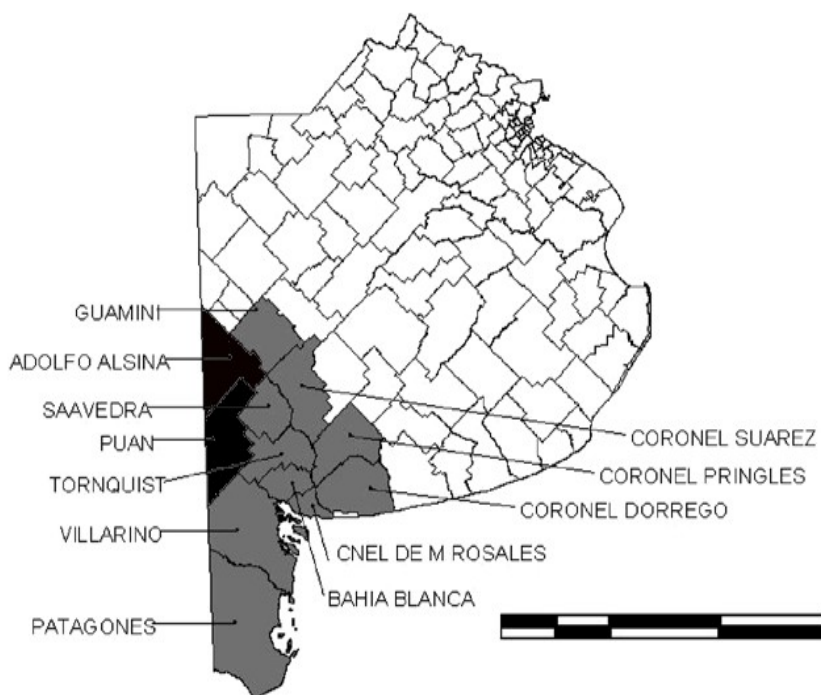 GUAMINI
ADOLFO ALSINA
SAAVEDRA
PUAN
TORNQUIST
VILLARINO
PATAGONES
CORONEL SUAREZ
CORONEL PRINGLES
CORONEL DORREGO
CNEL DE M ROSALES
BAHIA BLANCA